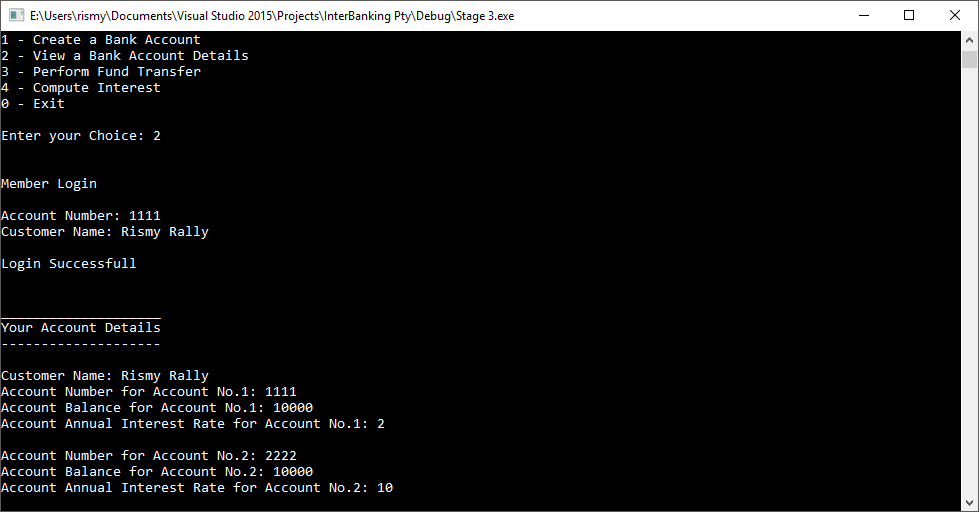 E:\Users\rismy\Documents\Visual Studio 2015\Projects\InterBanking Pty\Debug\Stage 3.exe
1 - Create a Bank Account
2 - View a Bank Account Details
3 - Perform Fund Transfer
4 - Compute Interest
0 - Exit
Enter your Choice: 2
Member Login
Account Number: 1111
Customer Name: Rismy Rally
Login Successfull
____________________
Your Account Details
--------------------
Customer Name: Rismy Rally
Account Number for Account No.1: 1111
Account Balance for Account No.1: 10000
Account Annual Interest Rate for Account No.1: 2
Account Number for Account No.2: 2222
Account Balance for Account No.2: 10000
Account Annual Interest Rate for Account No.2: 10